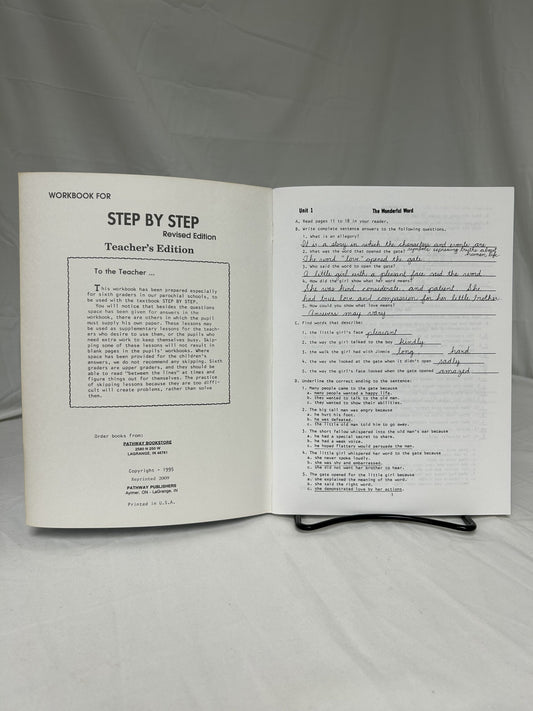 WORKBOOK FOR
STEP BY STEP
Revised Edition
Teacher's Edition
To the Teacher ...
This workbook has been prepared especially
for sixth graders in our parochial schools, to
be used with the textbook STEP BY STEP.
You will notice that besides the questions
space has been given for answers in the
workbook, there are others in which the pupil
must supply his own paper. These lessons may
be used as supplementary lessons for the teach-
ers who desire to use them, or the pupils who
need extra work to keep themselves busy. Skip-
ping some of these lessons will not result in
blank pages in the pupils' workbooks. Where
space has been provided for the children's
answers, we do not recommend any skipping. Sixth
graders are upper graders, and they should be
able to read "between the lines" at times and
figure things out for themselves. The practice
of skipping lessons because they are too diffi-
cult will create problems, rather than solve
them.
Order books from:
PATHWAY BOOKSTORE
2580 N 250 W
LAGRANGE, IN 46761
Copyright - 1995
Reprinted 2009
PATHWAY PUBLISHERS
Aylmer, ON - LaGrange, IN
Printed in U.S.A.
Unit 1 The Wonderful Word
A. Read pages 11 to 18 in your reader.
B. Write complete sentence answers to the following questions.
1. What is an allegory?
It is a story in which the characters and events are
symbols expressing truths about human life.
2. What was the word that opened the gate?
The word "love" opened the gate.
3. Who said the word to open the gate?
A little girl with a pleasant face said the word.
4. How did the girl show what her word means?
She was kind, considerate, and patient. She
had true love and compassion for her little brother.
5. How could you show what love means?
Answers may vary.
C. Find words that describe:
1. the little girl's face pleasant
2. the way the girl talked to the boy kindly
3. the walk the girl had with Jimmie long hard
4. the way she looked at the gate when it didn't open sadly
5. the way the girl's face looked when the gate opened amazed
D. Underline the correct ending to the sentence:
1. Many people came to the gate because
a. many people wanted a happy life.
b. they wanted to talk to the old man.
c. they wanted to show their abilities.
2. The big tall man was angry because
a. he hurt his foot.
b. he was defeated.
c. the little old man told him to go away.
3. The short fellow whispered into the old man's ear because
a. he had a special secret to share.
b. he had a weak voice.
c. he hoped flattery would persuade the man.
4. The little girl whispered her word to the gate because
a. she never spoke loudly.
b. she was shy and embarrassed.
c. she did not want her brother to hear.
5. The gate opened for the little girl because
a. she explained the meaning of the word.
b. she said the right word.
c. she demonstrated love by her actions.